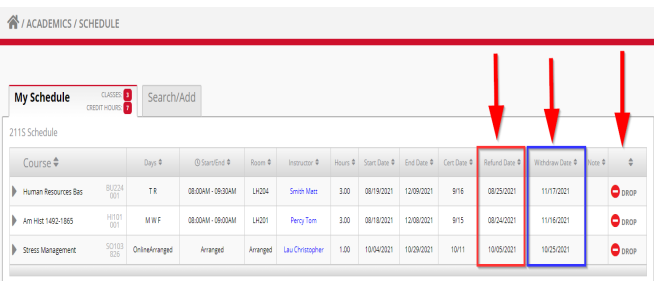 / ACADEMICS / SCHEDULE
My Schedule CLASSES: 3 Search/Add
CREDIT HOURS: 7
2115 Schedule
Course Days Start/End Room Instructor Hours Start Date End Date Cert Date Refund Date Withdraw Date Note
Human Resources Bas BU224 001 T R 08:00AM - 09:30AM LH204 Smith Matt 3.00 08/19/2021 12/09/2021 9/16 08/25/2021 11/17/2021 DROP
Am Hist 1492-1865 HI101 001 M W F 08:00AM - 09:00AM LH201 Percy Tom 3.00 08/18/2021 12/08/2021 9/15 08/24/2021 11/16/2021 DROP
Stress Management SO103 826 OnlineArranged Arranged Arranged Lau Christopher 1.00 10/04/2021 10/29/2021 10/11 10/05/2021 10/25/2021 DROP